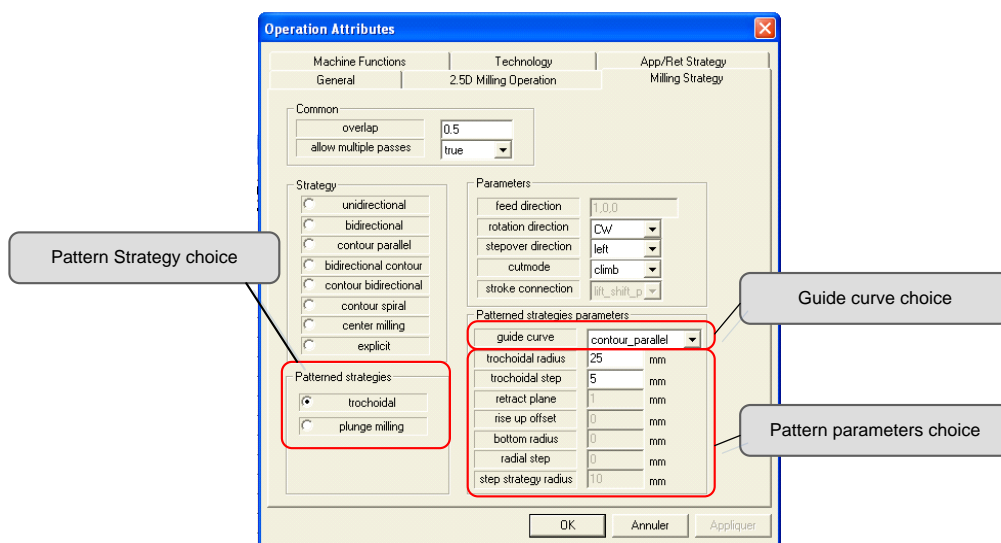 Operation Attributes
Machine Functions
Technology
App/Ret Strategy
General
2.5D Milling Operation
Milling Strategy
Common
overlap
0.5
allow multiple passes
true
Strategy
unidirectional
bidirectional
contour parallel
bidirectional contour
contour bidirectional
contour spiral
center milling
explicit
Patterned strategies
trochoidal
plunge milling
Parameters
feed direction
1,0,0
rotation direction
CW
stepover direction
left
cutmode
climb
stroke connection
lift_shift_p
Patterned strategies parameters
guide curve
contour_parallel
trochoidal radius
25
mm
trochoidal step
5
mm
retract plane
1
mm
rise up offset
0
mm
bottom radius
0
mm
radial step
0
mm
step strategy radius
10
mm
OK
Annuler
Appliquer
Pattern Strategy choice
Guide curve choice
Pattern parameters choice